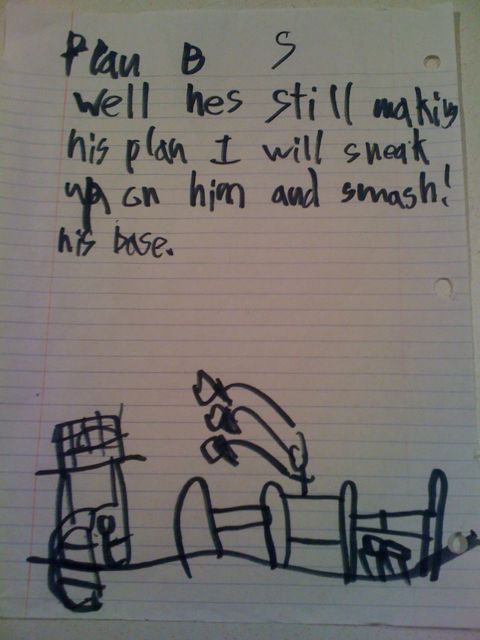 Plan B S
well hes still making
his plan I will sneak
up on him and smash!
his base.